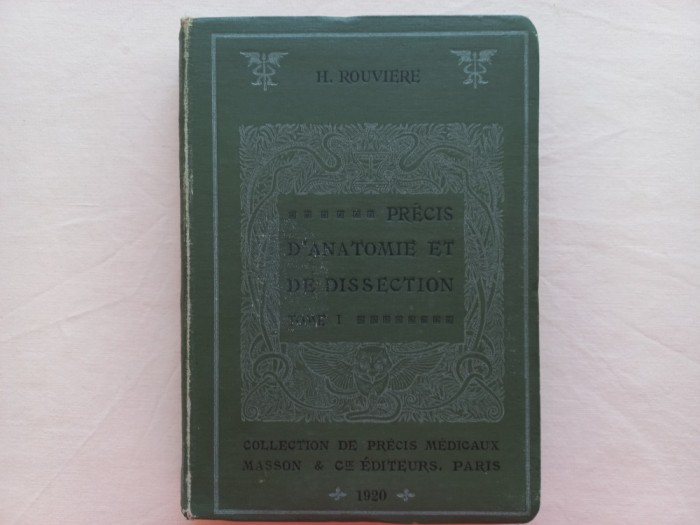 H. ROUVIÈRE
PRÉCIS
D'ANATOMIE ET
DE DISSECTION
TOME I
COLLECTION DE PRÉCIS MÉDICAUX
MASSON & CIE ÉDITEURS. PARIS
1920